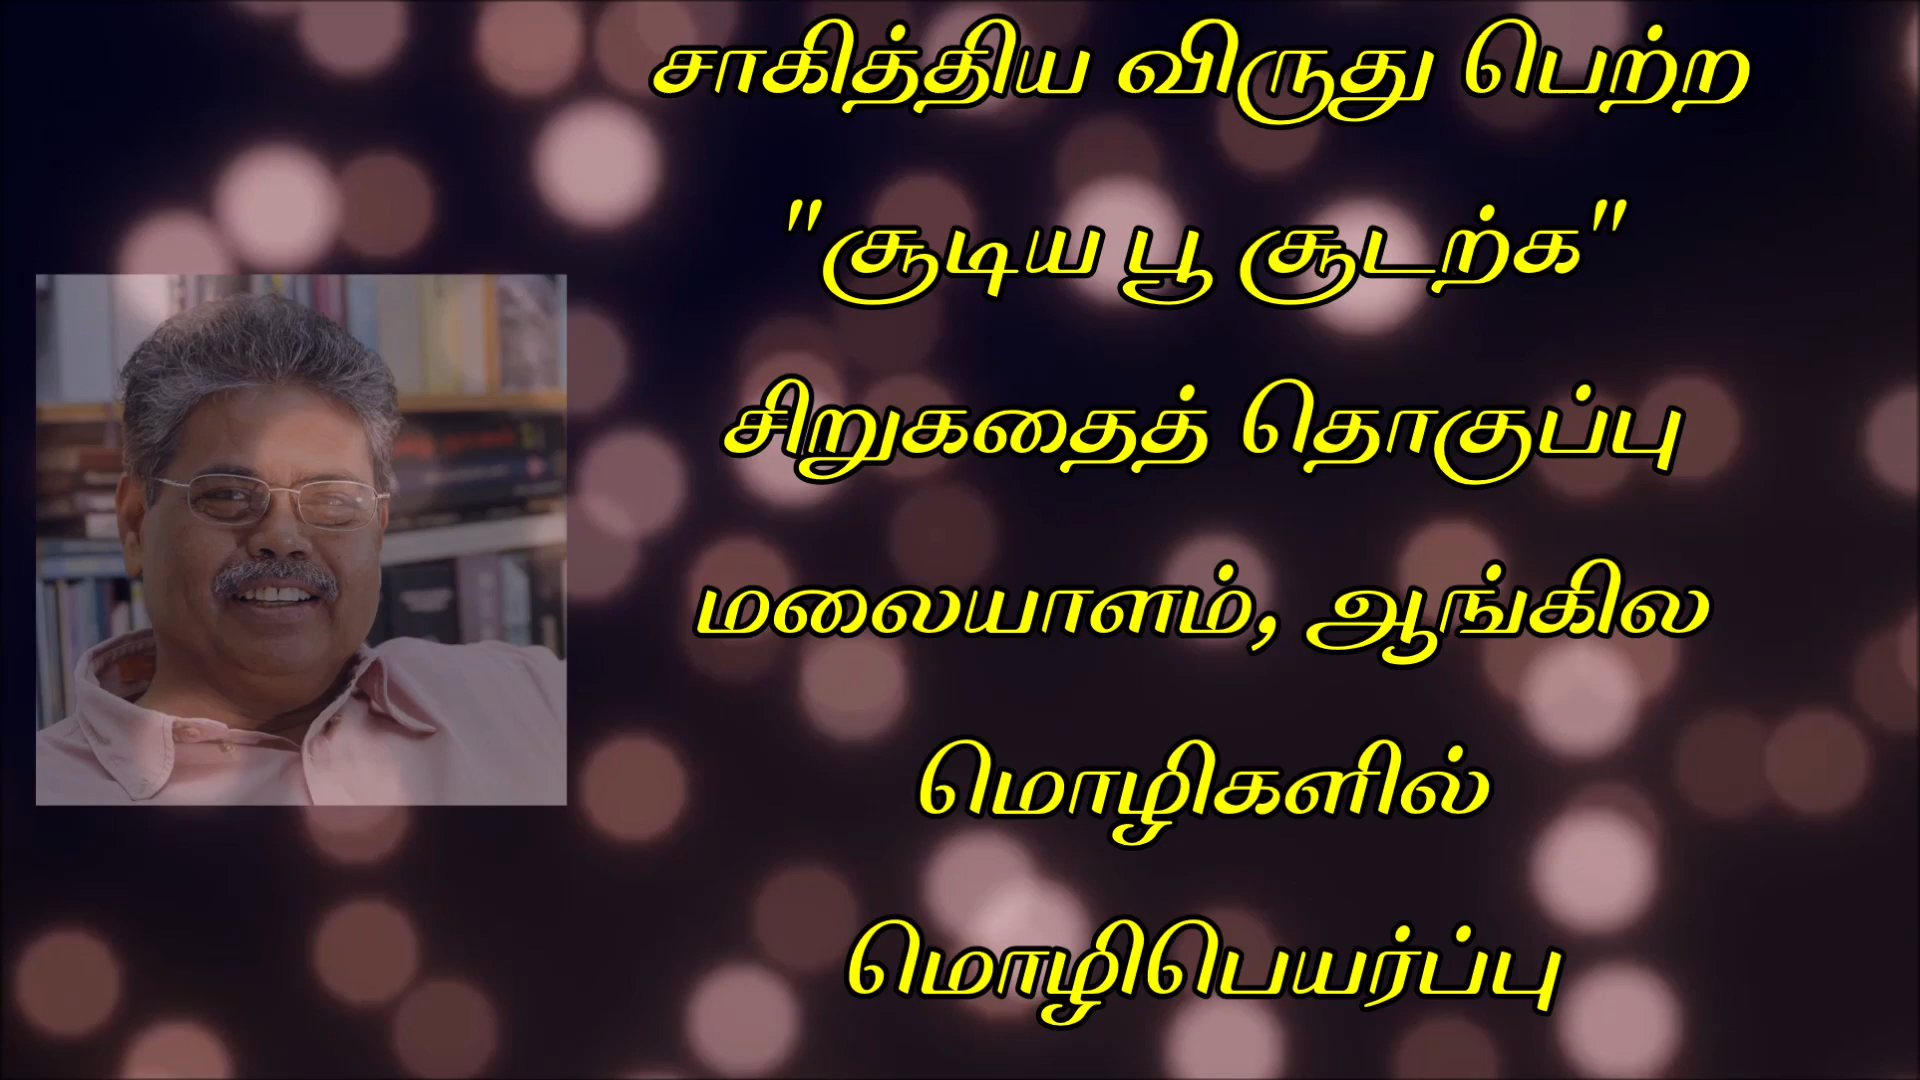 சாகித்திய விருது பெற்ற
"சூடிய பூ சூடற்க"
சிறுகதைத் தொகுப்பு
மலையாளம், ஆங்கில
மொழிகளில்
மொழிபெயர்ப்பு